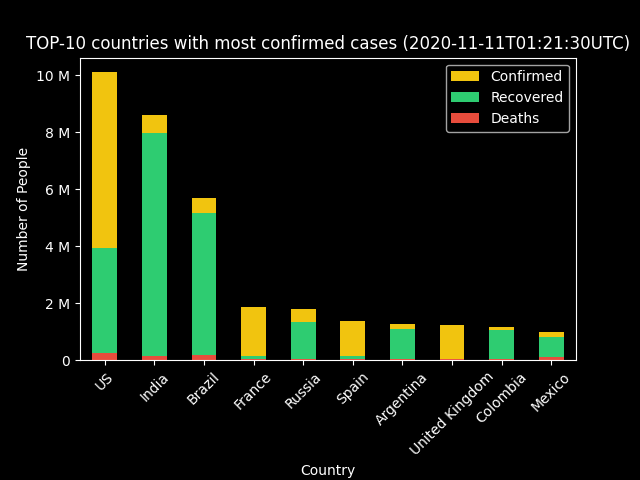 TOP-10 countries with most confirmed cases (2020-11-11T01:21:30UTC)
Confirmed
Recovered
Deaths
Number of People
10 M
8 M
6 M
4 M
2 M
0
US
India
Brazil
France
Russia
Spain
Argentina
United Kingdom
Colombia
Mexico
Country